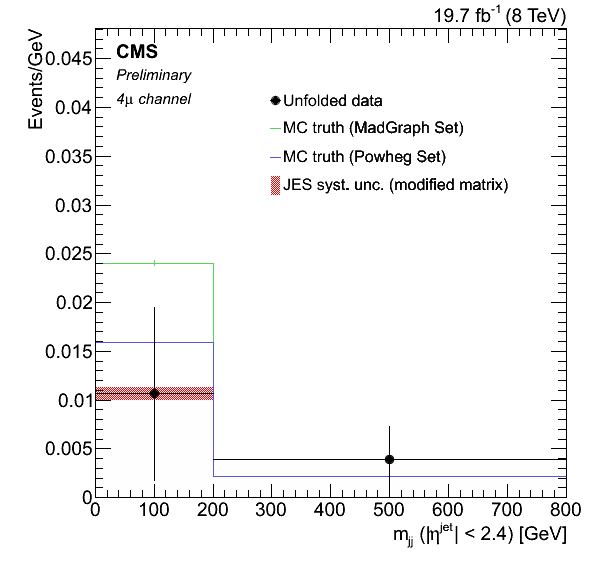 19.7 fb⁻¹ (8 TeV)
Events/GeV
CMS
Preliminary
4μ channel
Unfolded data
MC truth (MadGraph Set)
MC truth (Powheg Set)
JES syst. unc. (modified matrix)
0.045
0.04
0.035
0.03
0.025
0.02
0.015
0.01
0.005
0
0 100 200 300 400 500 600 700 800
m_jj (|η^jet| < 2.4) [GeV]